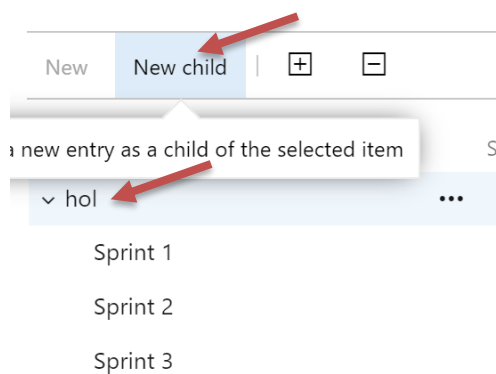 New New child
a new entry as a child of the selected item
S
hol
Sprint 1
Sprint 2
Sprint 3